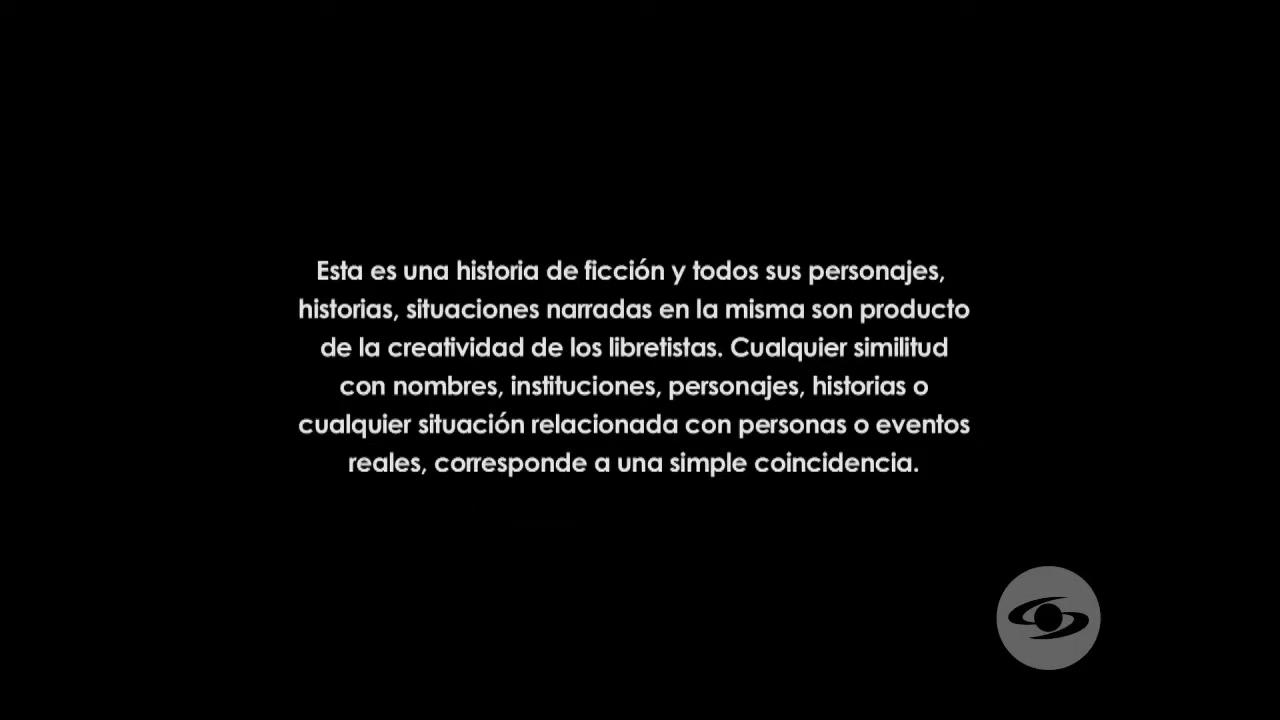 Esta es una historia de ficción y todos sus personajes,
historias, situaciones narradas en la misma son producto
de la creatividad de los libretistas. Cualquier similitud
con nombres, instituciones, personajes, historias o
cualquier situación relacionada con personas o eventos
reales, corresponde a una simple coincidencia.